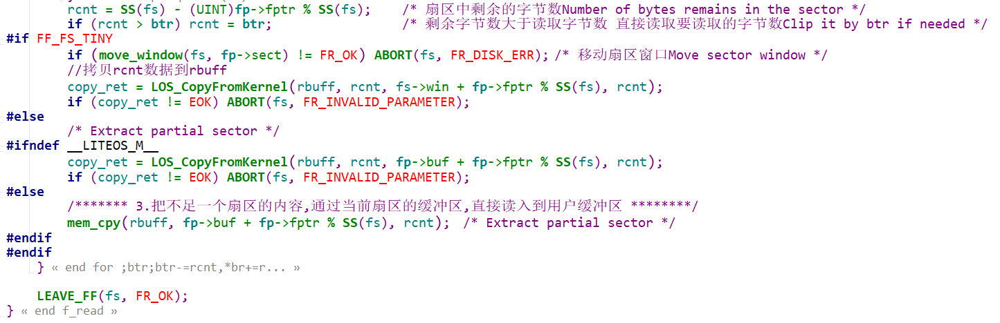 rcnt = SS(fs) - (UINT)fp->fptr % SS(fs);    /* 扇区中剩余的字节数Number of bytes remains in the sector */
if (rcnt > btr) rcnt = btr;                 /* 剩余字节数大于读取字节数 直接读取要读取的字节数Clip it by btr if needed */
#if FF_FS_TINY
if (move_window(fs, fp->sect) != FR_OK) ABORT(fs, FR_DISK_ERR); /* 移动扇区窗口Move sector window */
//拷贝rcnt数据到rbuff
copy_ret = LOS_CopyFromKernel(rbuff, rcnt, fs->win + fp->fptr % SS(fs), rcnt);
if (copy_ret != EOK) ABORT(fs, FR_INVALID_PARAMETER);
#else
/* Extract partial sector */
#ifndef __LITEOS_M__
copy_ret = LOS_CopyFromKernel(rbuff, rcnt, fp->buf + fp->fptr % SS(fs), rcnt);
if (copy_ret != EOK) ABORT(fs, FR_INVALID_PARAMETER);
#else
/******* 3.把不足一个扇区的内容,通过当前扇区的缓冲区,直接读入到用户缓冲区 ********/
mem_cpy(rbuff, fp->buf + fp->fptr % SS(fs), rcnt);  /* Extract partial sector */
#endif
#endif
} « end for ;btr;btr-=rcnt,*br+=r... »
LEAVE_FF(fs, FR_OK);
} « end f_read »